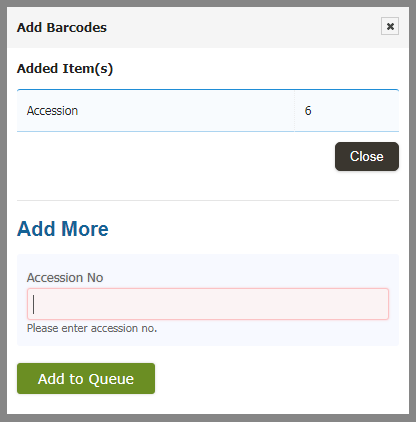 Add Barcodes
Added Item(s)
Accession 6
Close
Add More
Accession No
Please enter accession no.
Add to Queue